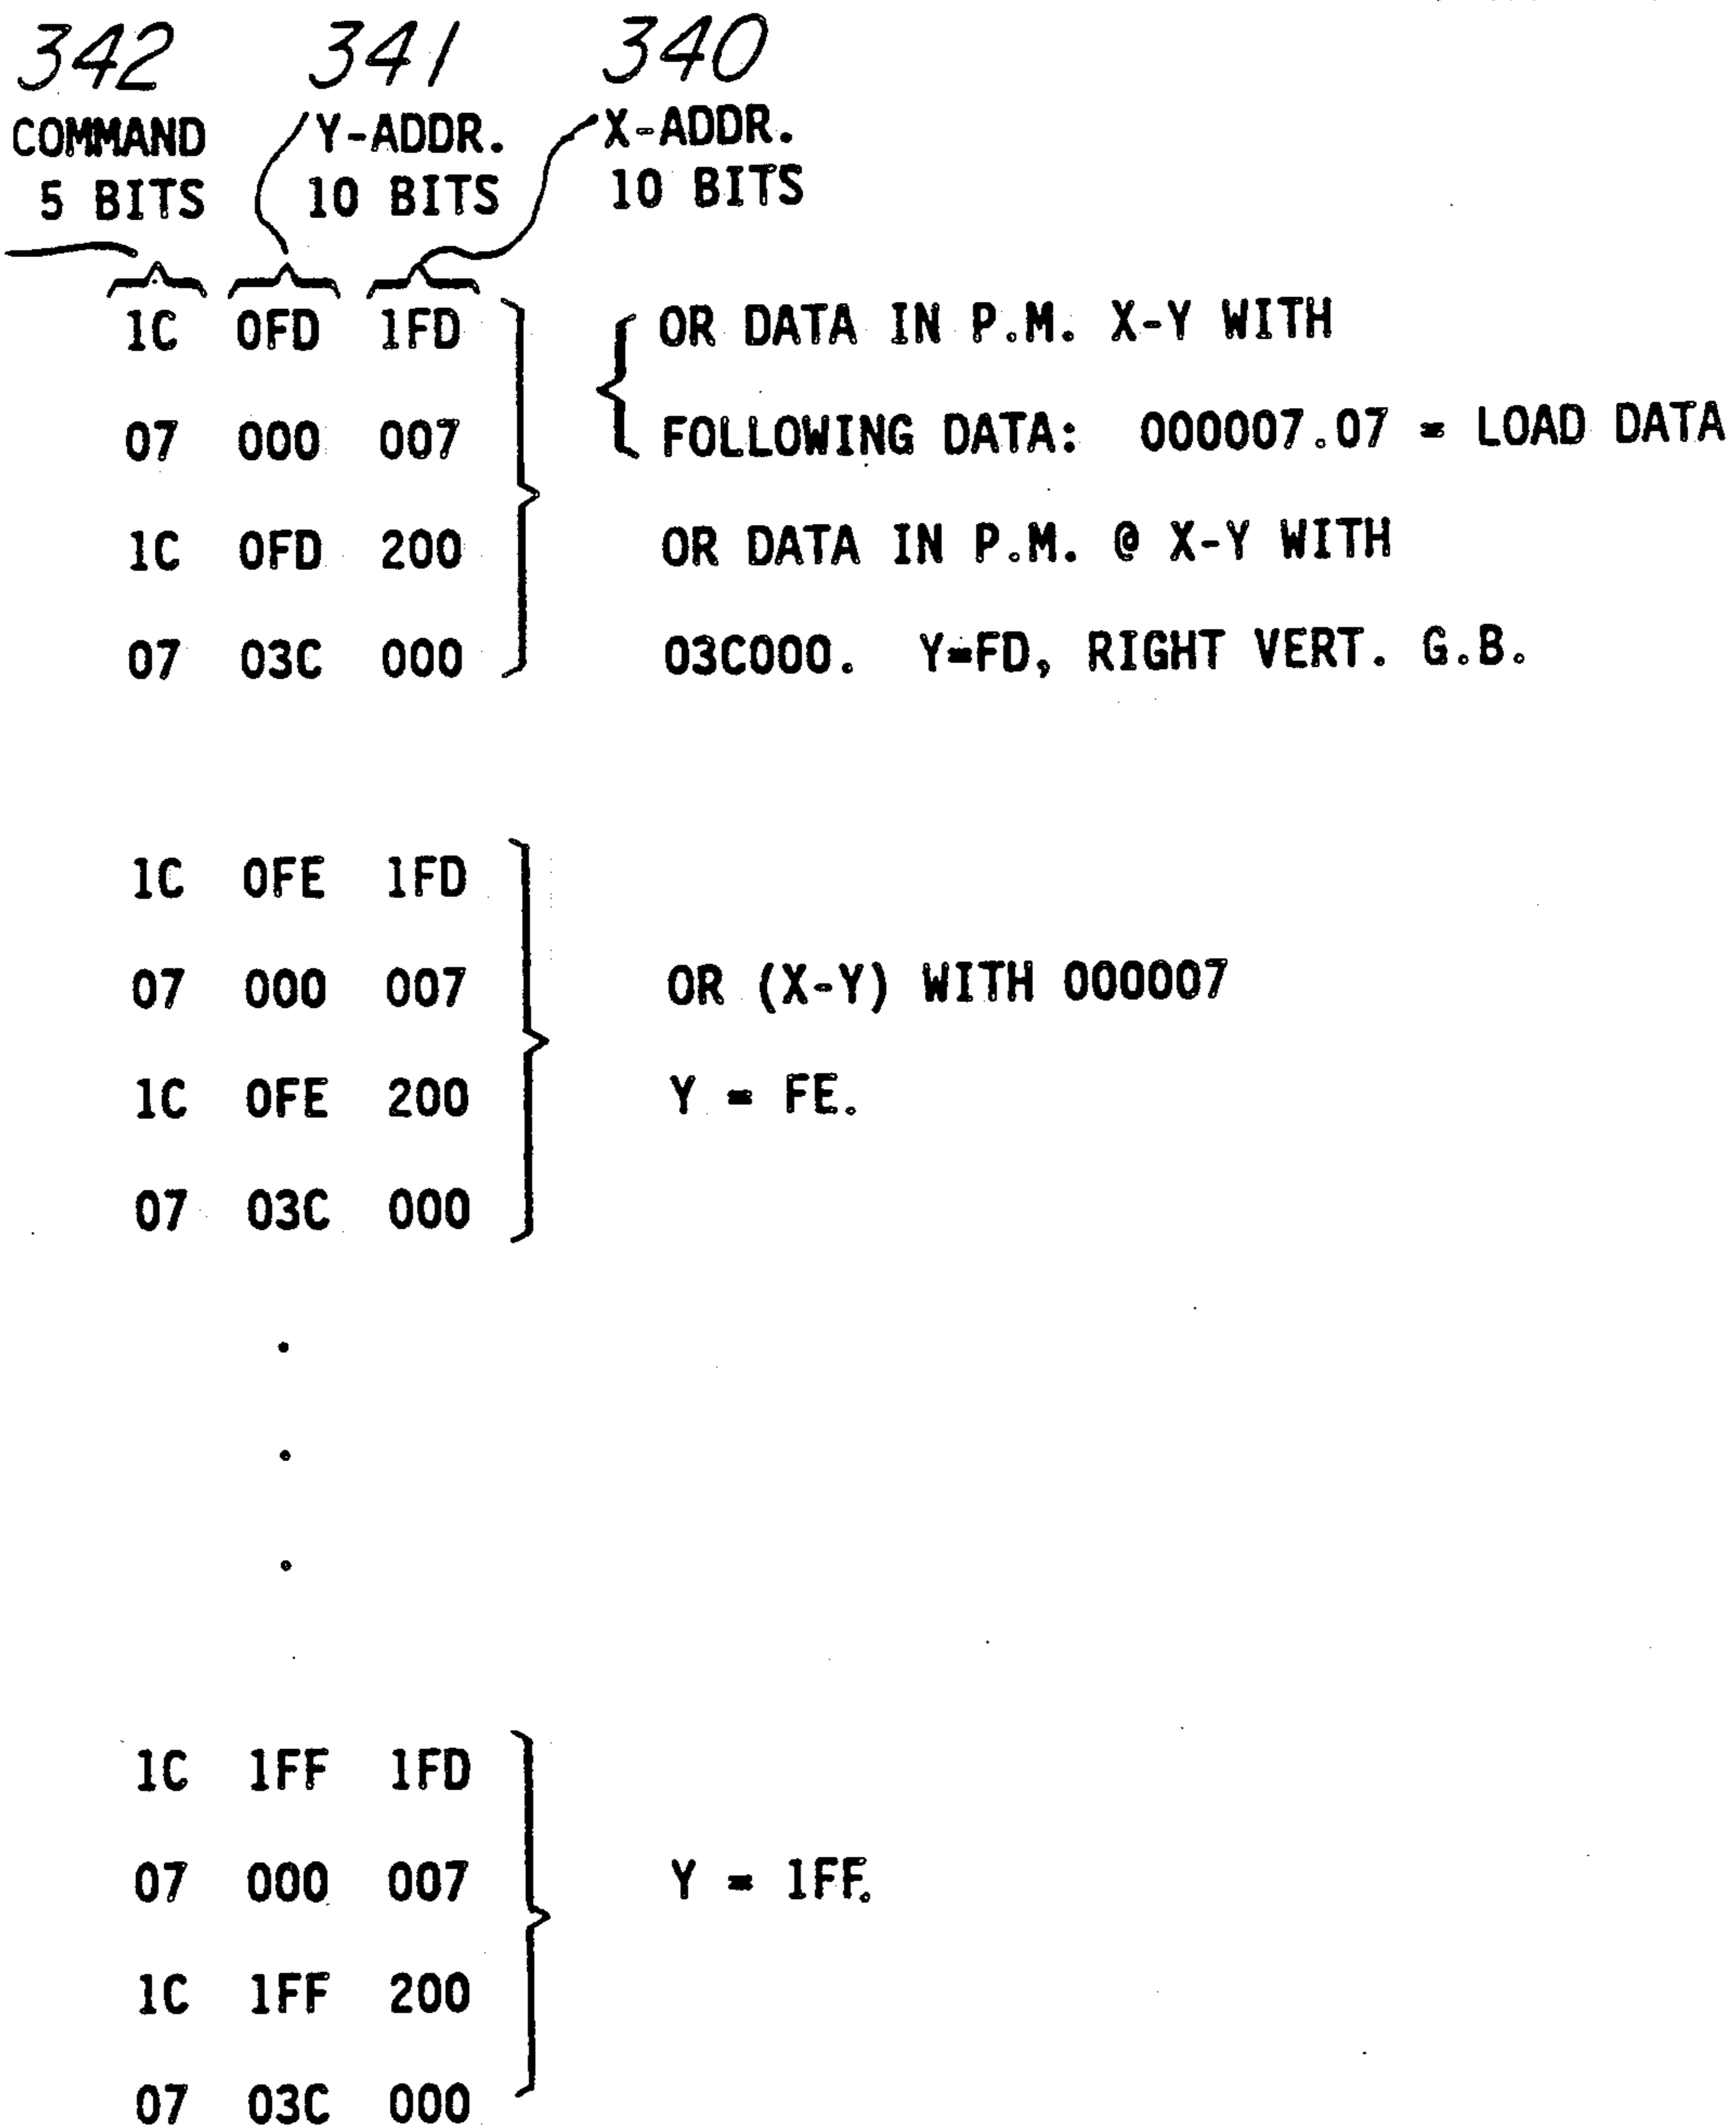 342 341 340
COMMAND Y-ADDR. X-ADDR.
5 BITS 10 BITS 10 BITS
1C 0FD 1FD OR DATA IN P.M. X-Y WITH
07 000 007 FOLLOWING DATA: 000007.07 = LOAD DATA
1C 0FD 200 OR DATA IN P.M. @ X-Y WITH
07 03C 000 03C000. Y=FD, RIGHT VERT. G.B.
1C 0FE 1FD
07 000 007 OR (X-Y) WITH 000007
1C 0FE 200 Y = FE.
07 03C 000
.
.
.
1C 1FF 1FD
07 000 007 Y = 1FF.
1C 1FF 200
07 03C 000